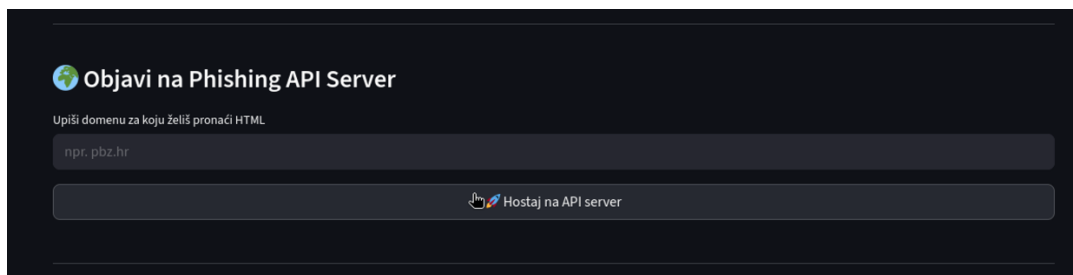 🌍 Objavi na Phishing API Server
Upiši domenu za koju želiš pronaći HTML
npr. pbz.hr
🚀 Hostaj na API server